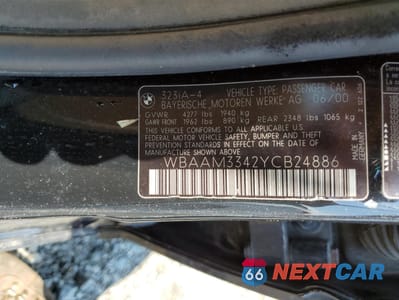 323iA-4 VEHICLE TYPE PASSENGER CAR
BAYERISCHE MOTOREN WERKE AG 06/00
GVWR 4277 lbs 1940 kg
GAWR FRONT 1962 lbs 890 kg REAR 2348 lbs 1065 kg
THIS VEHICLE CONFORMS TO ALL APPLICABLE
FEDERAL MOTOR VEHICLE SAFETY, BUMPER AND THEFT
PREVENTION STANDARDS IN EFFECT ON THE DATE OF
MANUFACTURE SHOWN ABOVE.
WBAAM3342YCB24886
MADE IN
GERMANY
66 NEXTCAR